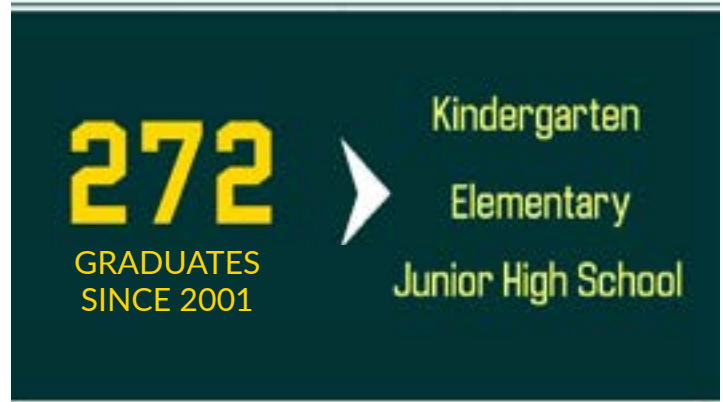 272
GRADUATES
SINCE 2001
Kindergarten
Elementary
Junior High School